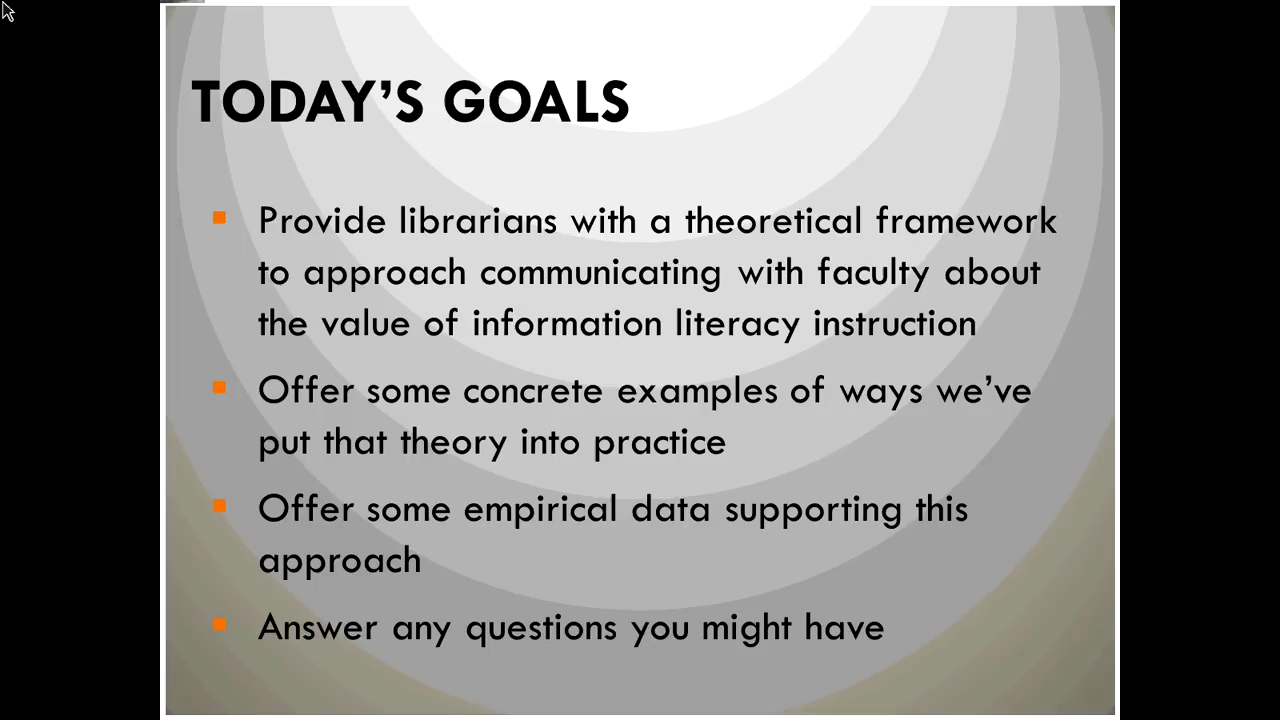 TODAY’S GOALS
Provide librarians with a theoretical framework
to approach communicating with faculty about
the value of information literacy instruction
Offer some concrete examples of ways we’ve
put that theory into practice
Offer some empirical data supporting this
approach
Answer any questions you might have